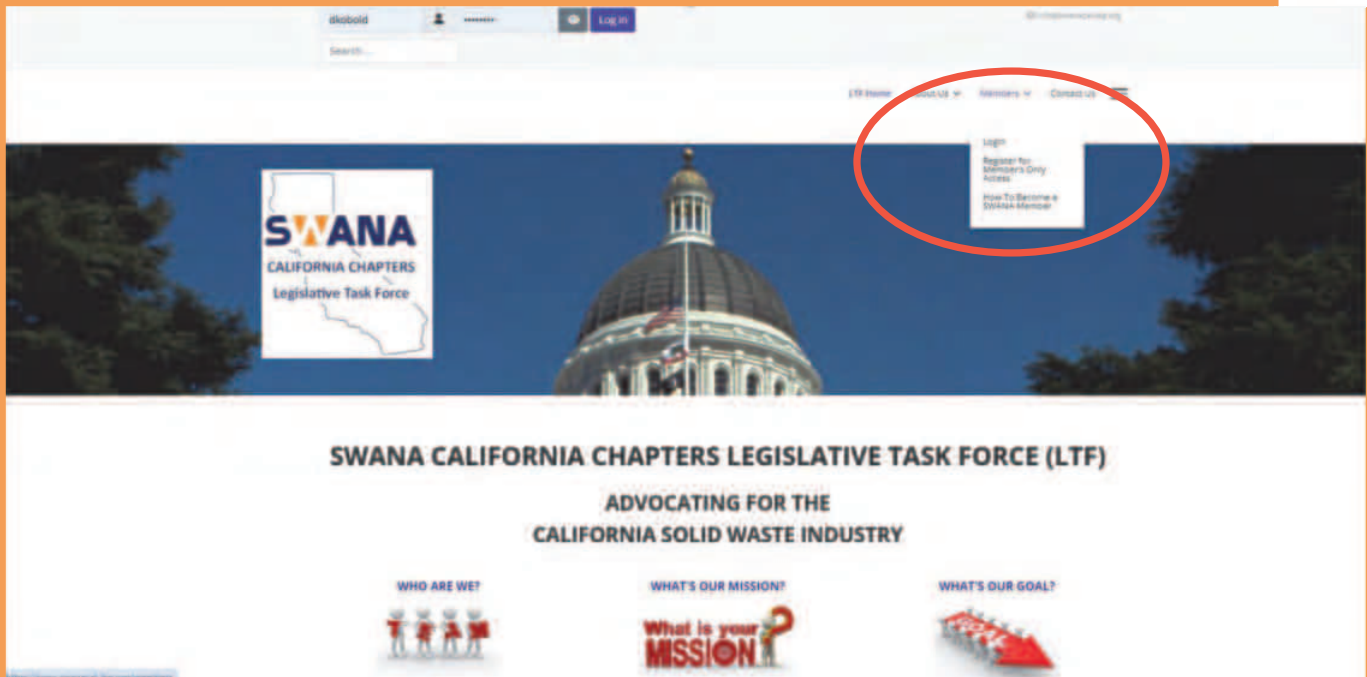 dkobold
Log in
Search...
LTF Home About Us Members Contact Us
Login
Register for
Members Only
Access
How To Become a
SWANA Member
SWANA
CALIFORNIA CHAPTERS
Legislative Task Force
SWANA CALIFORNIA CHAPTERS LEGISLATIVE TASK FORCE (LTF)
ADVOCATING FOR THE
CALIFORNIA SOLID WASTE INDUSTRY
WHO ARE WE? WHAT'S OUR MISSION? WHAT'S OUR GOAL?
TEAM
What is your
MISSION
GOAL